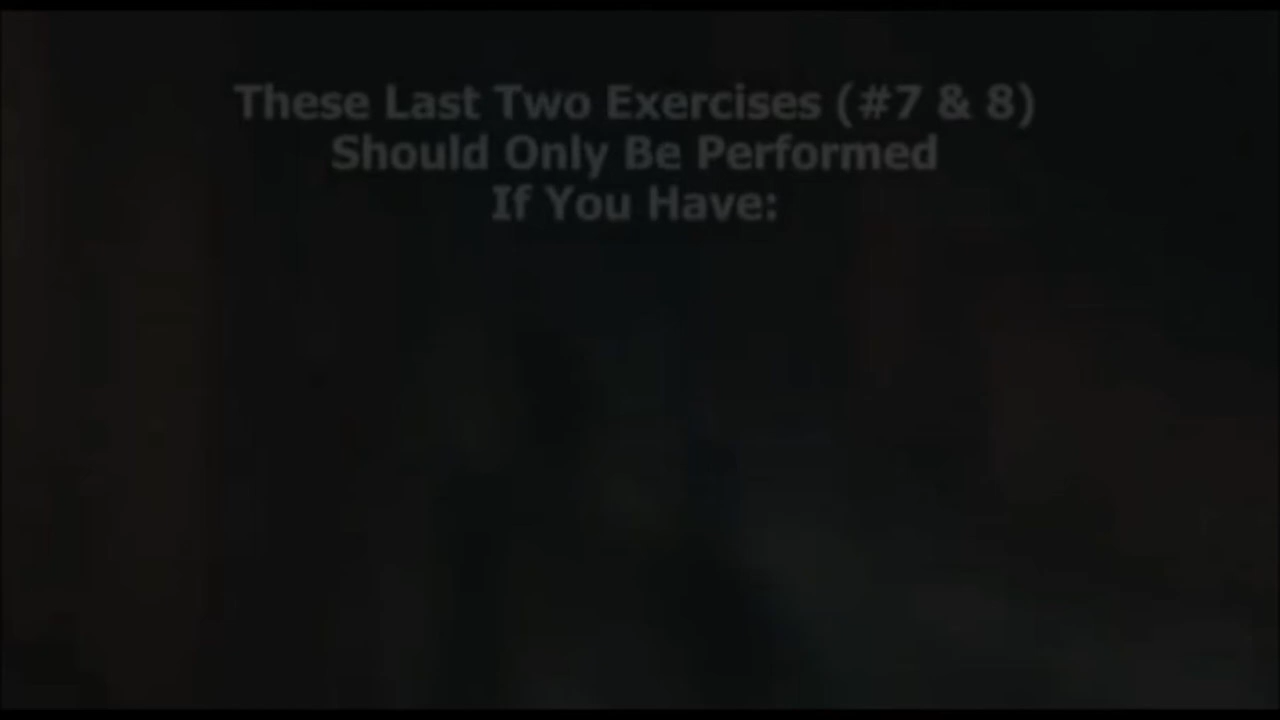 These Last Two Exercises (#7 & 8)
Should Only Be Performed
If You Have: